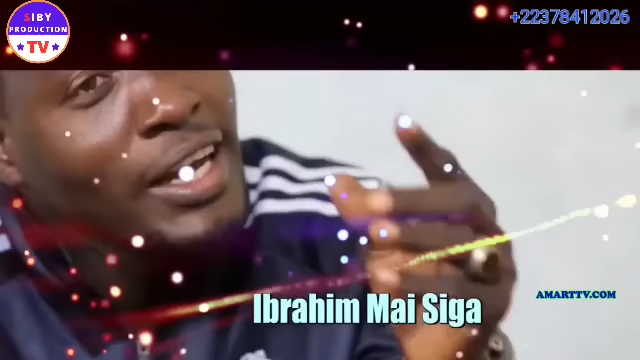 SIBY
PRODUCTION
TV
+22378412026
Ibrahim Mai Siga
AMARTTV.COM